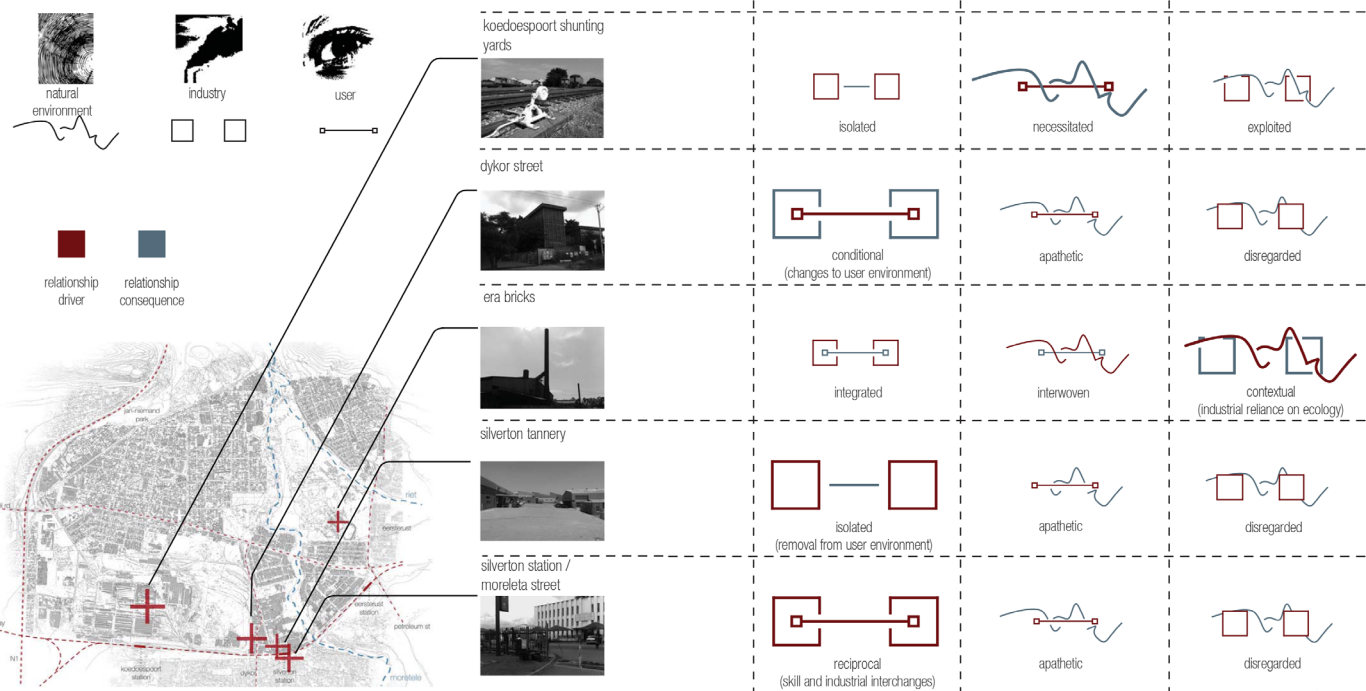 natural
environment
industry
user
relationship
driver
relationship
consequence
jan-niemand
park
riet
eersterust
eersterust
station
petroleum st
N1
koedoespoort
station
silverton
station
moretele
koedoespoort shunting
yards
isolated
necessitated
exploited
dykor street
conditional
(changes to user environment)
apathetic
disregarded
era bricks
integrated
interwoven
contextual
(industrial reliance on ecology)
silverton tannery
isolated
(removal from user environment)
apathetic
disregarded
silverton station /
moreleta street
reciprocal
(skill and industrial interchanges)
apathetic
disregarded